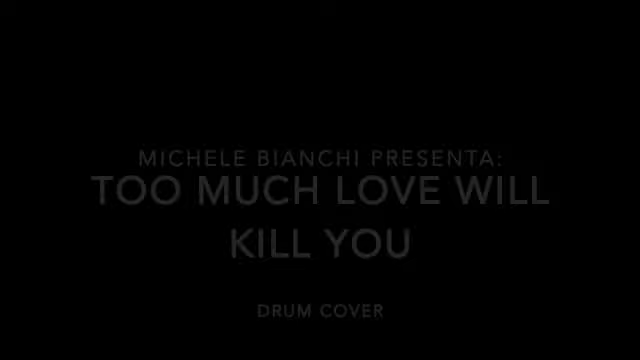 MICHELE BIANCHI PRESENTA:
TOO MUCH LOVE WILL
KILL YOU
DRUM COVER